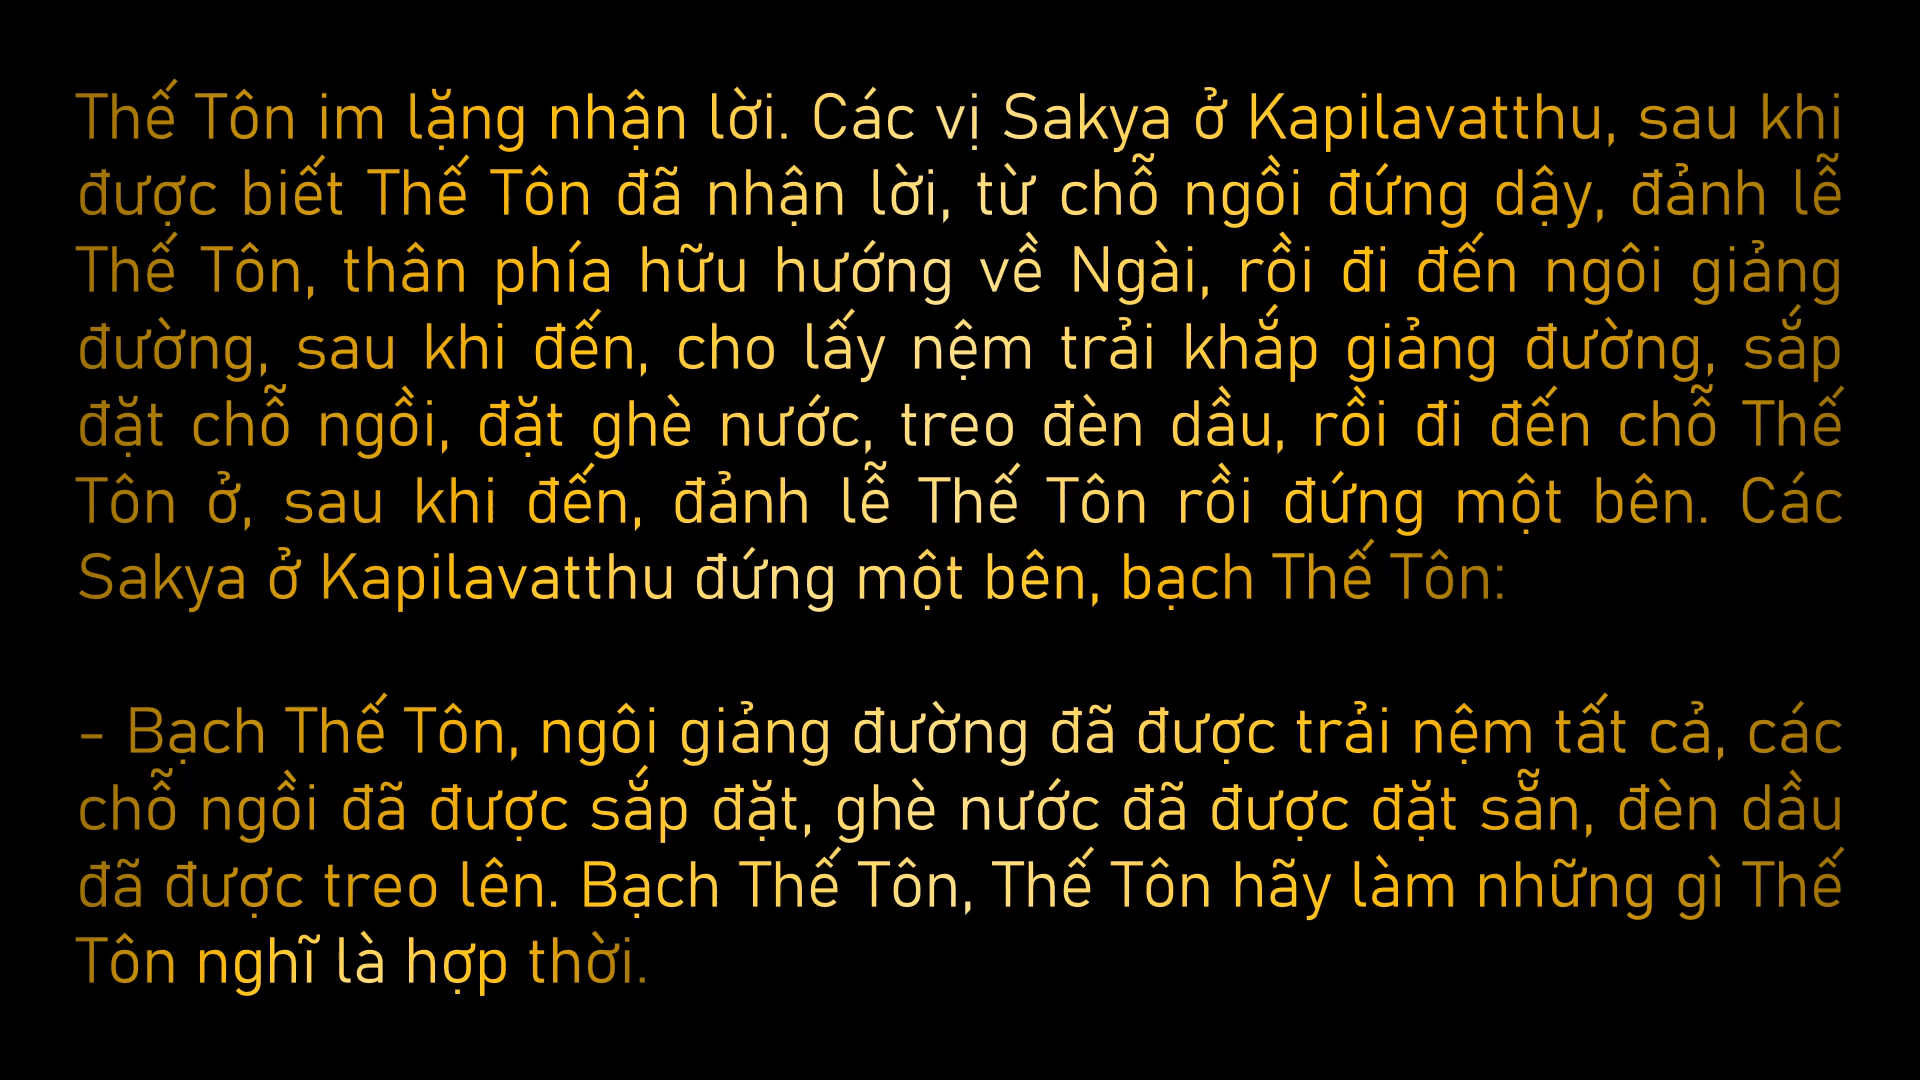 Thế Tôn im lặng nhận lời. Các vị Sakya ở Kapilavatthu, sau khi
được biết Thế Tôn đã nhận lời, từ chỗ ngồi đứng dậy, đảnh lễ
Thế Tôn, thân phía hữu hướng về Ngài, rồi đi đến ngôi giảng
đường, sau khi đến, cho lấy nệm trải khắp giảng đường, sắp
đặt chỗ ngồi, đặt ghè nước, treo đèn dầu, rồi đi đến chỗ Thế
Tôn ở, sau khi đến, đảnh lễ Thế Tôn rồi đứng một bên. Các
Sakya ở Kapilavatthu đứng một bên, bạch Thế Tôn:
- Bạch Thế Tôn, ngôi giảng đường đã được trải nệm tất cả, các
chỗ ngồi đã được sắp đặt, ghè nước đã được đặt sẵn, đèn dầu
đã được treo lên. Bạch Thế Tôn, Thế Tôn hãy làm những gì Thế
Tôn nghĩ là hợp thời.